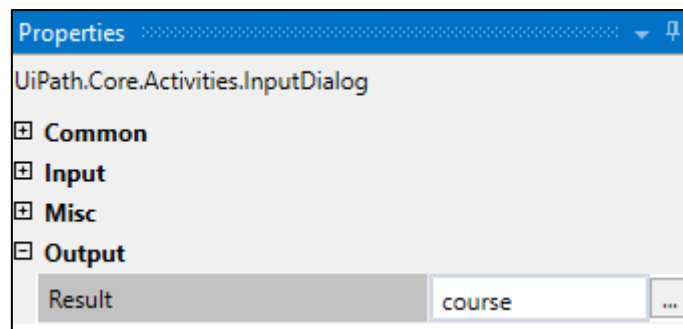 Properties
UiPath.Core.Activities.InputDialog
Common
Input
Misc
Output
Result course ...